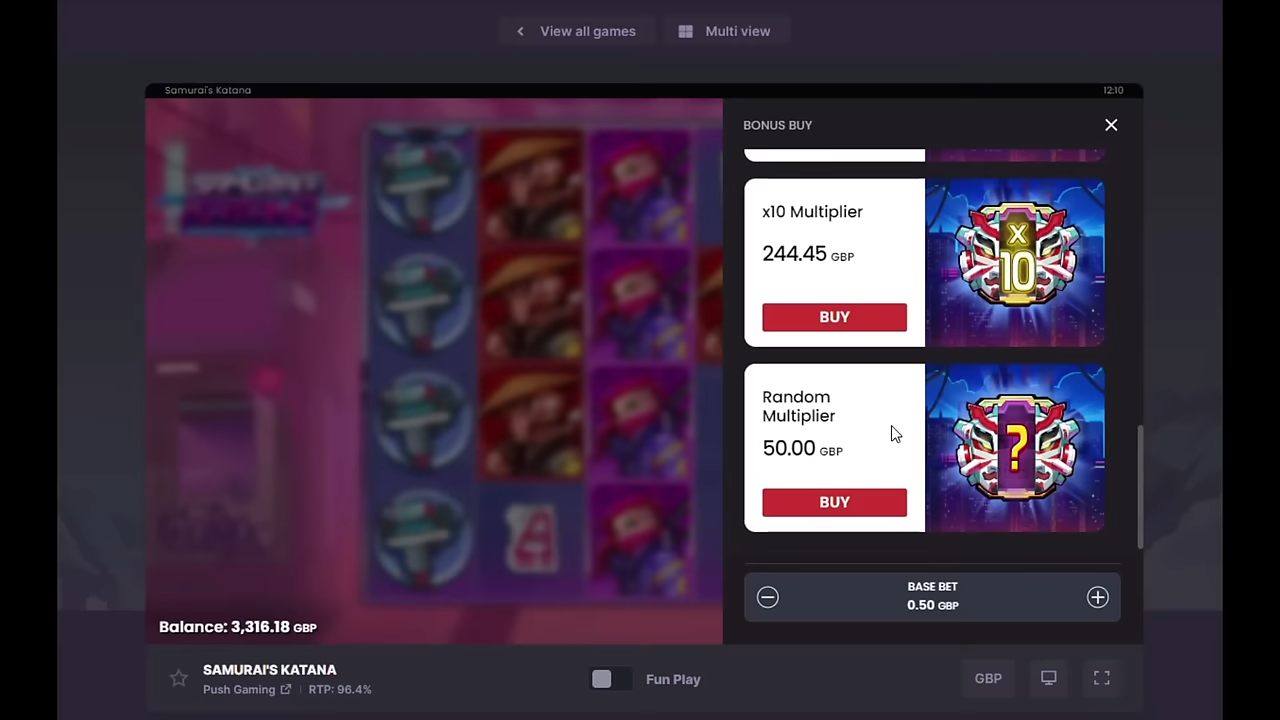 View all games
Multi view
Samurai's Katana
12:10
BONUS BUY
x10 Multiplier
244.45 GBP
BUY
X
10
Random
Multiplier
50.00 GBP
BUY
?
A
BASE BET
0.50 GBP
Balance: 3,316.18 GBP
SAMURAI'S KATANA
Push Gaming
RTP: 96.4%
Fun Play
GBP